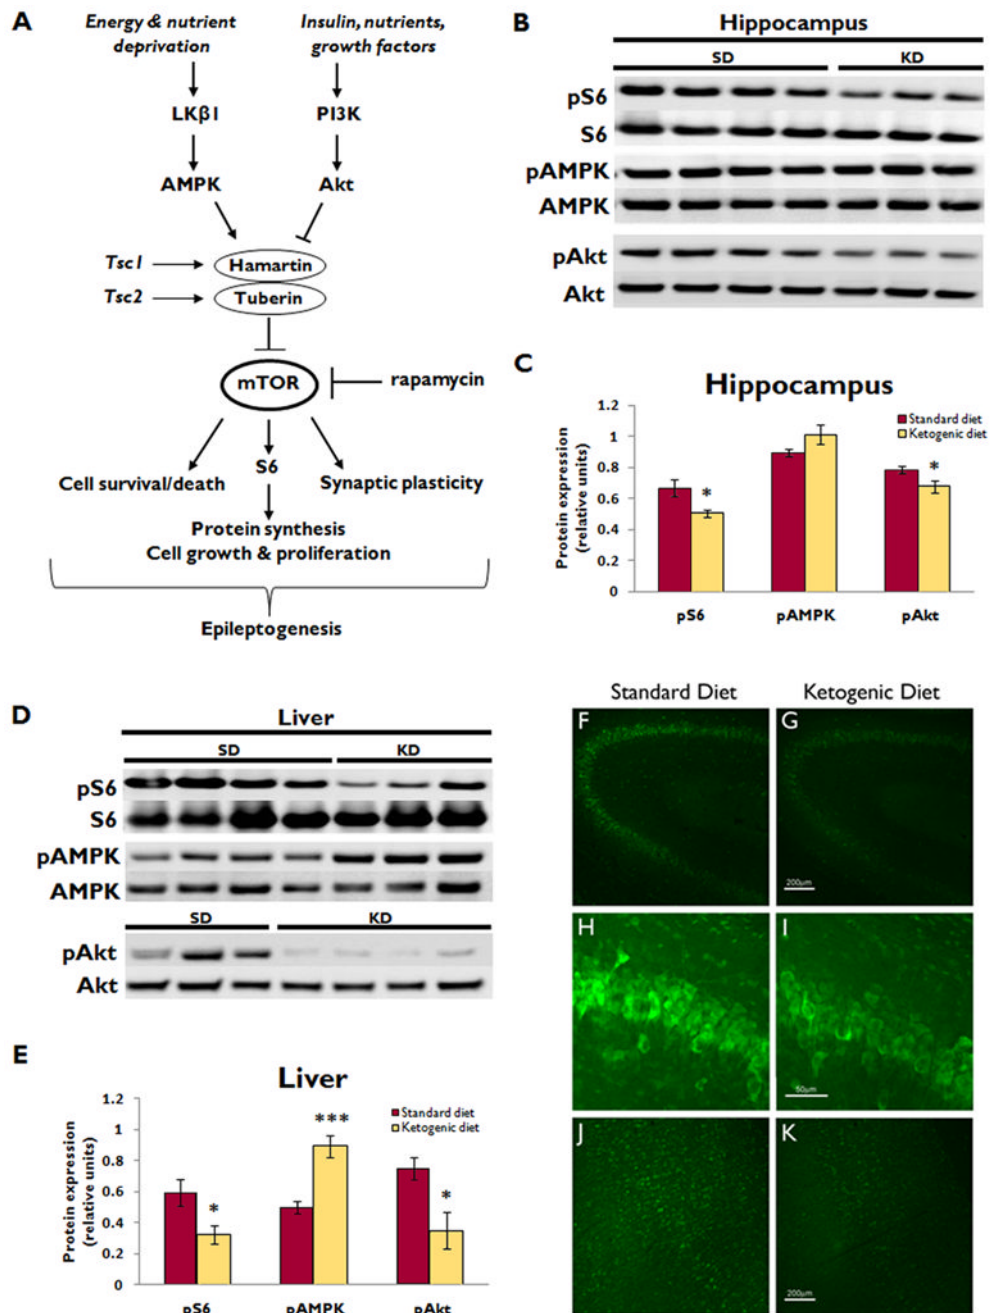 A
Energy & nutrient
deprivation
Insulin, nutrients,
growth factors
LKβ1
PI3K
AMPK
Akt
Tsc1
Hamartin
Tsc2
Tuberin
mTOR
rapamycin
Cell survival/death
S6
Synaptic plasticity
Protein synthesis
Cell growth & proliferation
Epileptogenesis
B
Hippocampus
SD KD
pS6
S6
pAMPK
AMPK
pAkt
Akt
C
Hippocampus
Protein expression
(relative units)
1.2
1
0.8
0.6
0.4
0.2
0
Standard diet
Ketogenic diet
*
*
pS6 pAMPK pAkt
D
Liver
SD KD
pS6
S6
pAMPK
AMPK
SD KD
pAkt
Akt
E
Liver
Protein expression
(relative units)
1.2
1
0.8
0.6
0.4
0.2
0
Standard diet
Ketogenic diet
*
***
*
pS6 pAMPK pAkt
Standard Diet Ketogenic Diet
F G
200µm
H I
50µm
J K
200µm